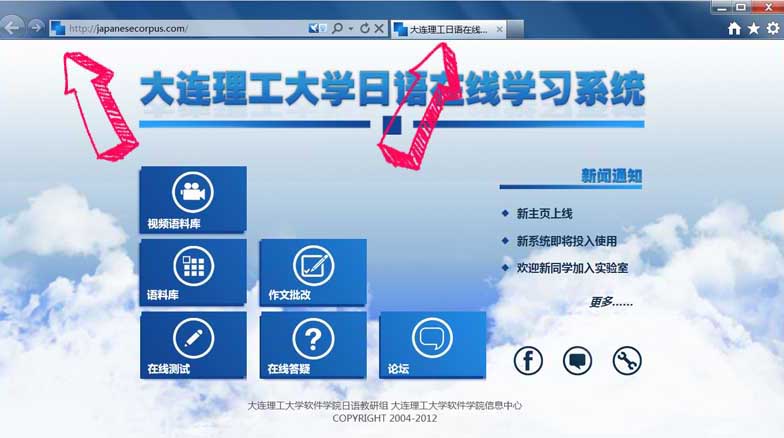 http://japanesecorpus.com/
大连理工日语在线...
大连理工大学日语在线学习系统
视频语料库
语料库
作文批改
在线测试
在线答疑
论坛
新闻通知
新主页上线
新系统即将投入使用
欢迎新同学加入实验室
更多......
大连理工大学软件学院日语教研组 大连理工大学软件学院信息中心
COPYRIGHT 2004-2012